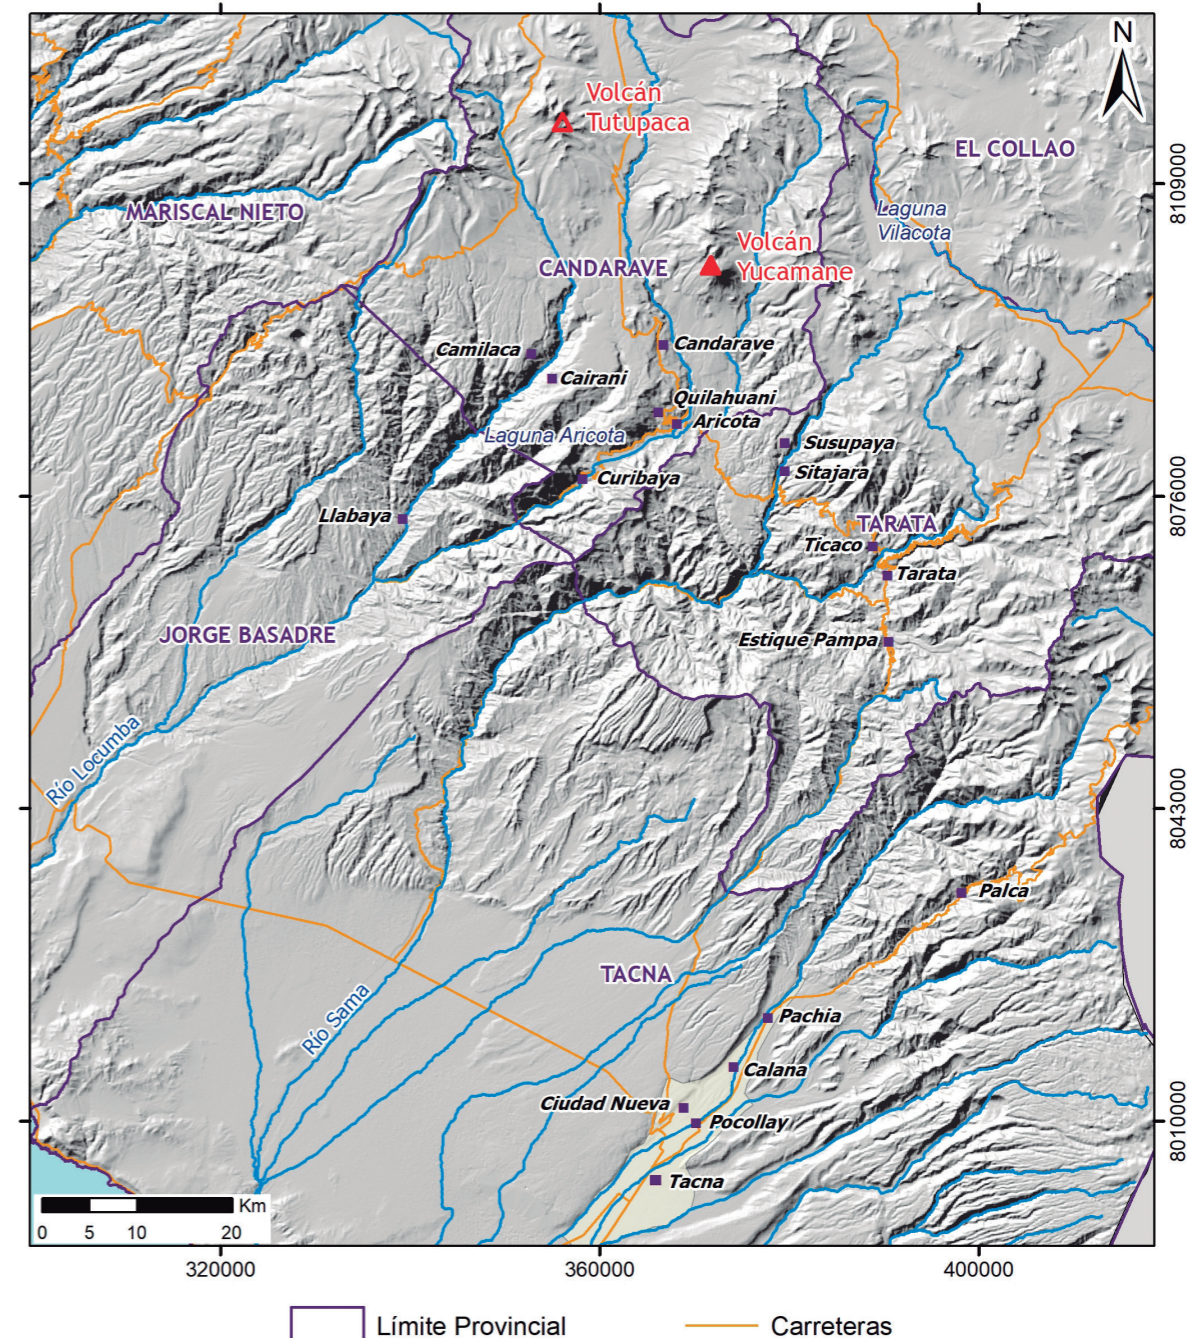 N
Volcán
Tutupaca
EL COLLAO
8109000
MARISCAL NIETO
Laguna
Vilacota
Volcán
Yucamane
CANDARAVE
Candarave
Camilaca
Cairani
Quilahuani
Aricota
Laguna Aricota
Susupaya
Sitajara
Curibaya
8076000
Llabaya
TARATA
Ticaco
Tarata
JORGE BASADRE
Estique Pampa
Río Locumba
8043000
Palca
TACNA
Río Sama
Pachia
Calana
Ciudad Nueva
Pocollay
8010000
Tacna
Km
0 5 10 20
320000 360000 400000
Límite Provincial Carreteras